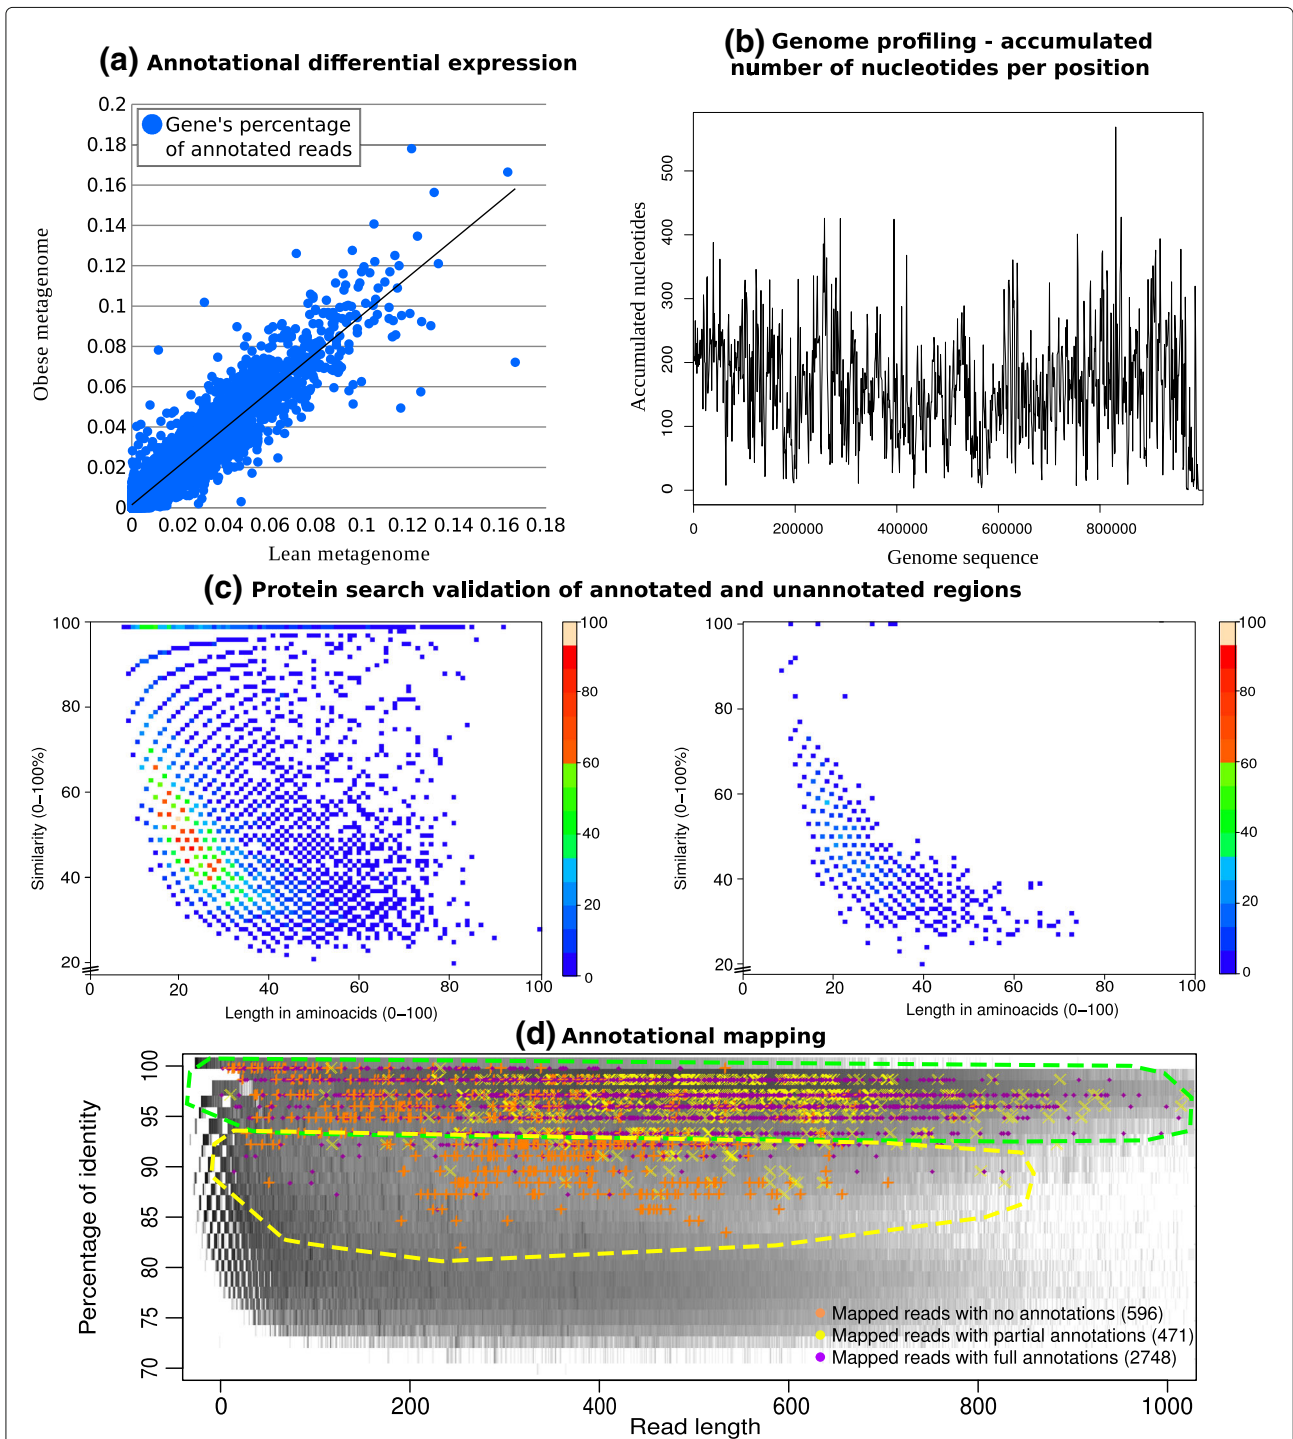 (a) Annotational differential expression
0.2
0.18
0.16
0.14
0.12
0.1
0.08
0.06
0.04
0.02
0
Gene's percentage
of annotated reads
Obese metagenome
0 0.02 0.04 0.06 0.08 0.1 0.12 0.14 0.16 0.18
Lean metagenome
(b) Genome profiling - accumulated
number of nucleotides per position
500
400
300
200
100
0
Accumulated nucleotides
0 200000 400000 600000 800000
Genome sequence
(c) Protein search validation of annotated and unannotated regions
100
80
60
40
20
Similarity (0–100%)
0 20 40 60 80 100
Length in aminoacids (0–100)
100
80
60
40
20
0
100
80
60
40
20
Similarity (0–100%)
0 20 40 60 80 100
Length in aminoacids (0–100)
100
80
60
40
20
0
(d) Annotational mapping
100
95
90
85
80
75
70
Percentage of identity
Mapped reads with no annotations (596)
Mapped reads with partial annotations (471)
Mapped reads with full annotations (2748)
0 200 400 600 800 1000
Read length